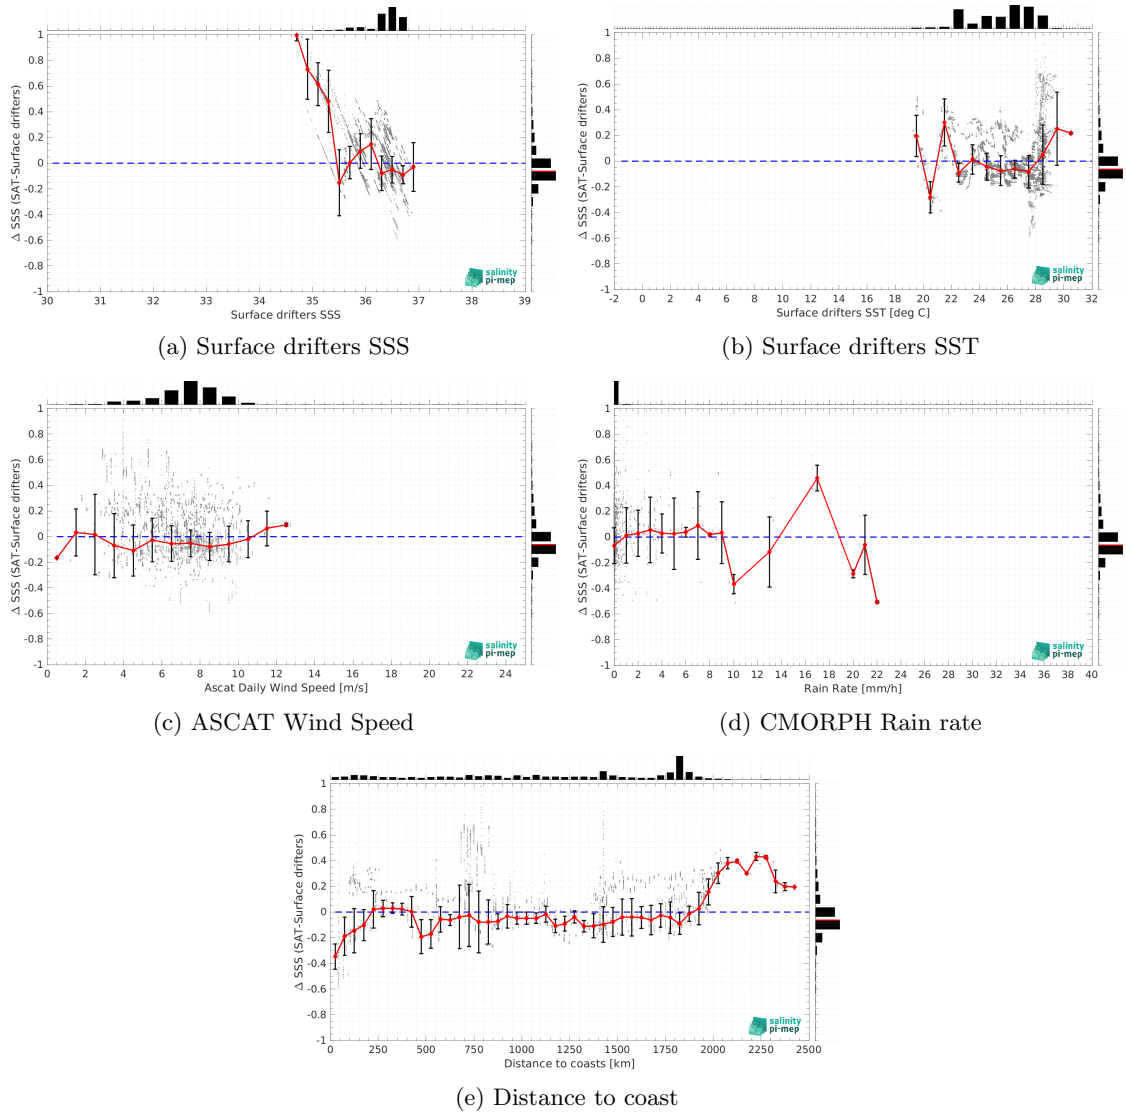 1
0.8
0.6
0.4
0.2
0
-0.2
-0.4
-0.6
-0.8
-1
Δ SSS (SAT-Surface drifters)
salinity
pi-mep
30 31 32 33 34 35 36 37 38 39
Surface drifters SSS
(a) Surface drifters SSS
1
0.8
0.6
0.4
0.2
0
-0.2
-0.4
-0.6
-0.8
-1
Δ SSS (SAT-Surface drifters)
salinity
pi-mep
-2 0 2 4 6 8 10 12 14 16 18 20 22 24 26 28 30 32
Surface drifters SST [deg C]
(b) Surface drifters SST
1
0.8
0.6
0.4
0.2
0
-0.2
-0.4
-0.6
-0.8
-1
Δ SSS (SAT-Surface drifters)
salinity
pi-mep
0 2 4 6 8 10 12 14 16 18 20 22 24
Ascat Daily Wind Speed [m/s]
(c) ASCAT Wind Speed
1
0.8
0.6
0.4
0.2
0
-0.2
-0.4
-0.6
-0.8
-1
Δ SSS (SAT-Surface drifters)
salinity
pi-mep
0 2 4 6 8 10 12 14 16 18 20 22 24 26 28 30 32 34 36 38 40
Rain Rate [mm/h]
(d) CMORPH Rain rate
1
0.8
0.6
0.4
0.2
0
-0.2
-0.4
-0.6
-0.8
-1
Δ SSS (SAT-Surface drifters)
salinity
pi-mep
0 250 500 750 1000 1250 1500 1750 2000 2250 2500
Distance to coasts [km]
(e) Distance to coast